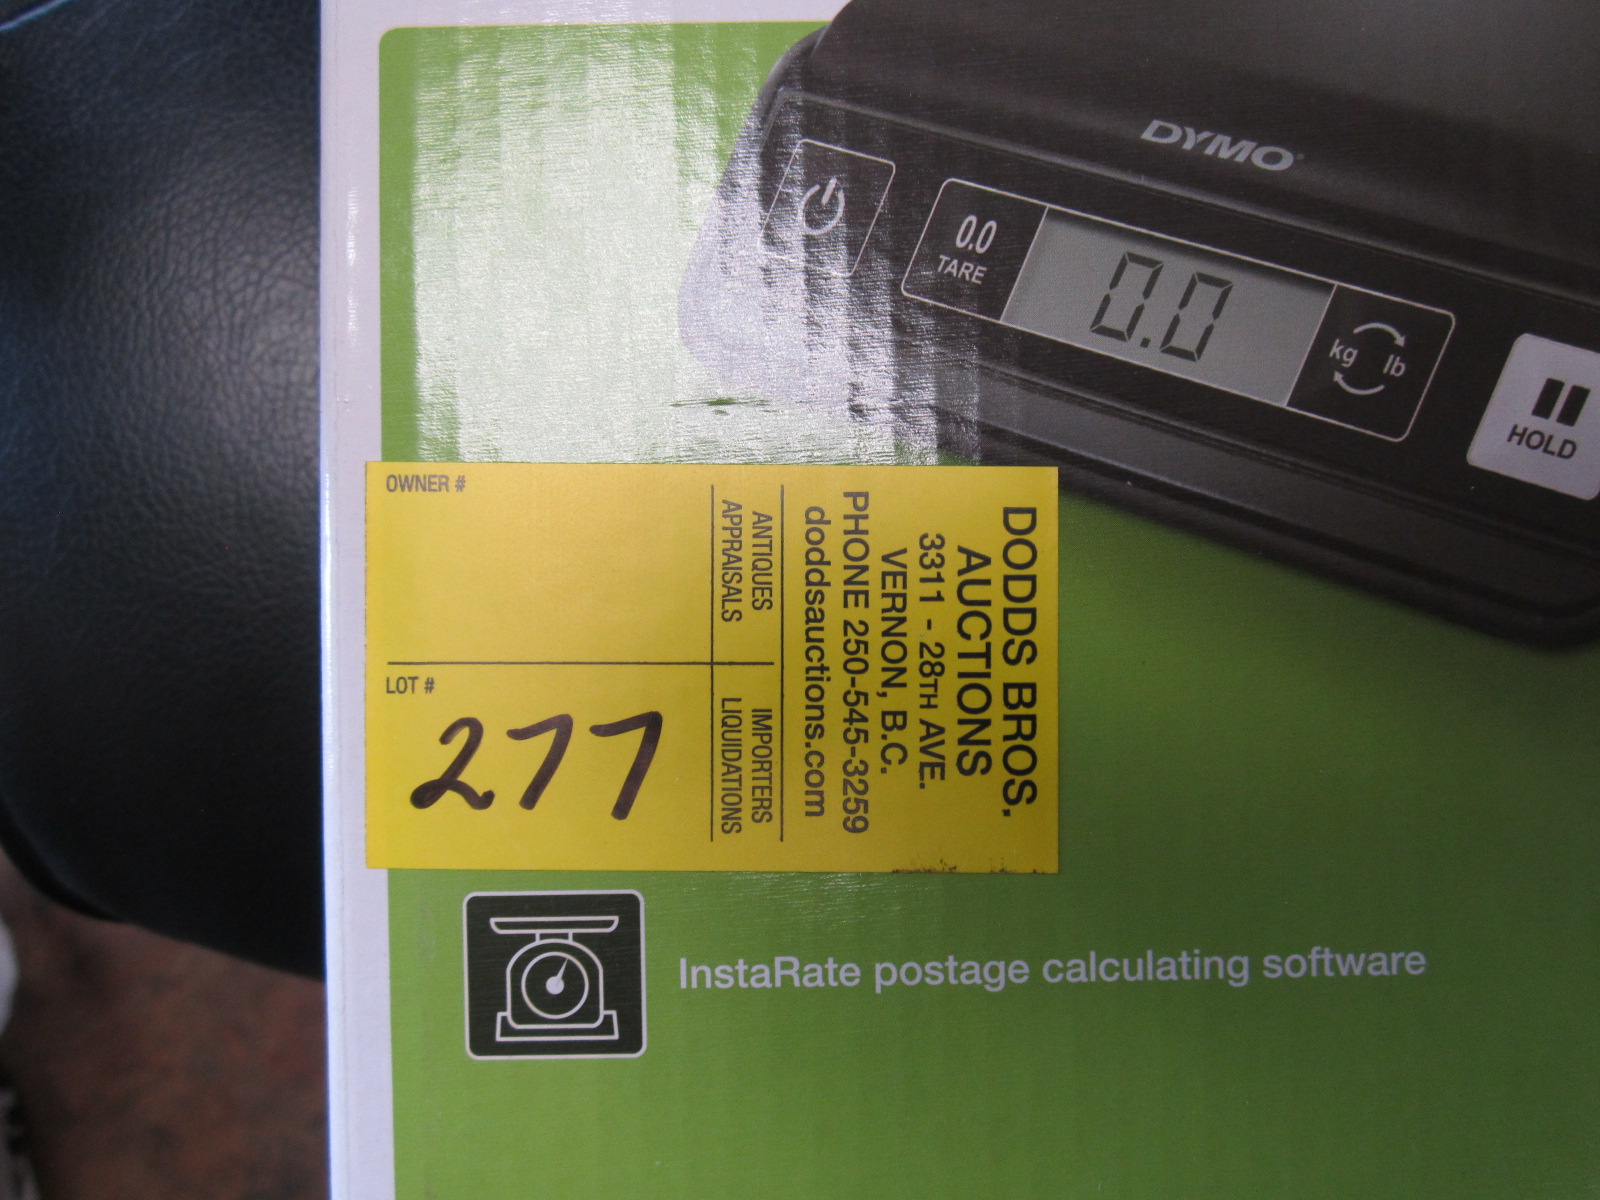 DYMO
0.0
TARE
0.0
kg lb
HOLD
DODDS BROS.
AUCTIONS
3311 - 28TH AVE.
VERNON, B.C.
PHONE 250-545-3259
doddsauctions.com
ANTIQUES
APPRAISALS
IMPORTERS
LIQUIDATIONS
OWNER #
LOT #
277
InstaRate postage calculating software